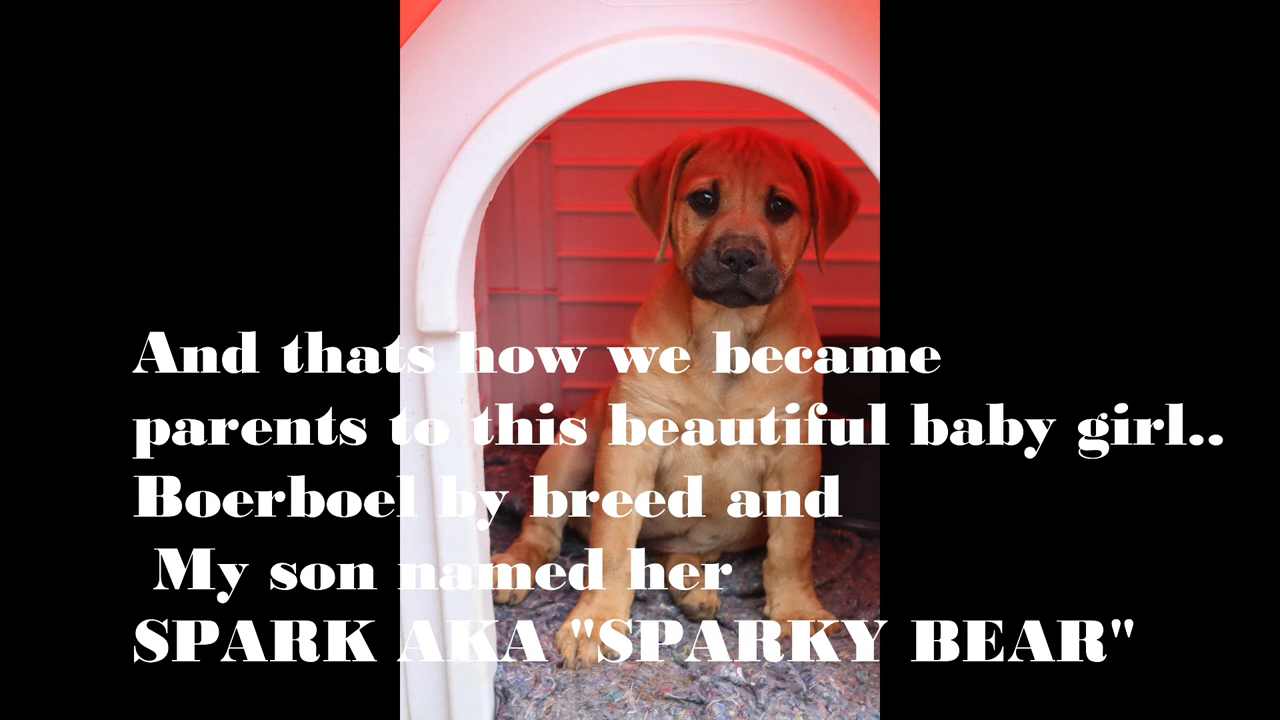 And thats how we became
parents to this beautiful baby girl..
Boerboel by breed and
My son named her
SPARK AKA "SPARKY BEAR"